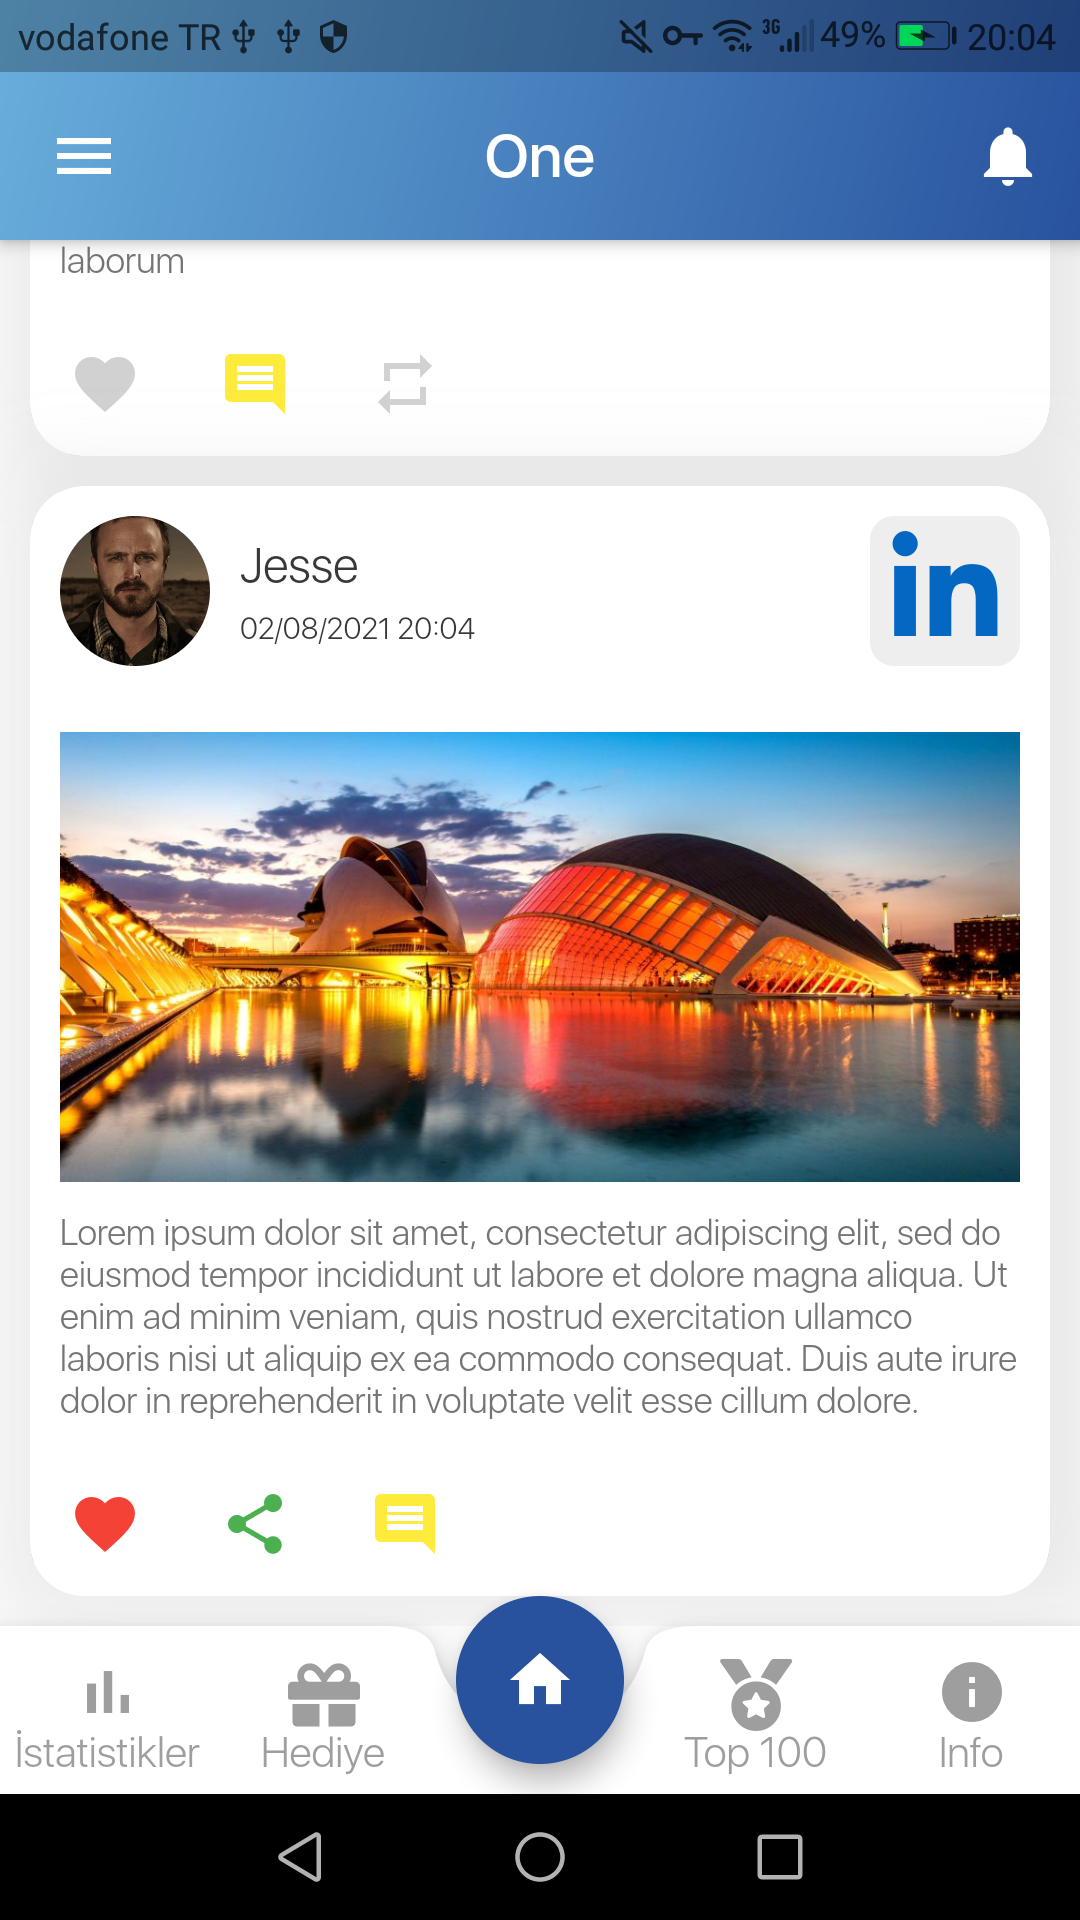 vodafone TR 3G 49% 20:04
One
laborum
Jesse
02/08/2021 20:04
in
Lorem ipsum dolor sit amet, consectetur adipiscing elit, sed do
eiusmod tempor incididunt ut labore et dolore magna aliqua. Ut
enim ad minim veniam, quis nostrud exercitation ullamco
laboris nisi ut aliquip ex ea commodo consequat. Duis aute irure
dolor in reprehenderit in voluptate velit esse cillum dolore.
İstatistikler Hediye Top 100 Info